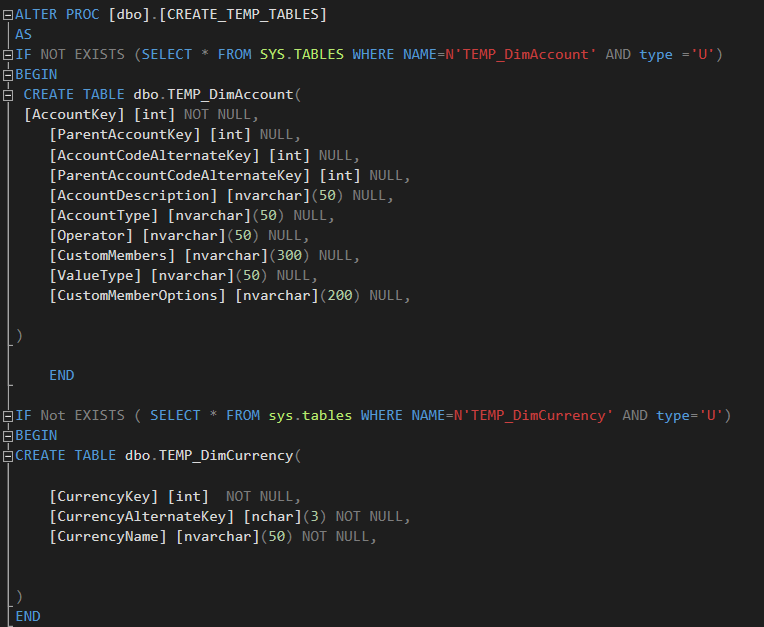 ALTER PROC [dbo].[CREATE_TEMP_TABLES]
AS
IF NOT EXISTS (SELECT * FROM SYS.TABLES WHERE NAME=N'TEMP_DimAccount' AND type ='U')
BEGIN
CREATE TABLE dbo.TEMP_DimAccount(
[AccountKey] [int] NOT NULL,
[ParentAccountKey] [int] NULL,
[AccountCodeAlternateKey] [int] NULL,
[ParentAccountCodeAlternateKey] [int] NULL,
[AccountDescription] [nvarchar](50) NULL,
[AccountType] [nvarchar](50) NULL,
[Operator] [nvarchar](50) NULL,
[CustomMembers] [nvarchar](300) NULL,
[ValueType] [nvarchar](50) NULL,
[CustomMemberOptions] [nvarchar](200) NULL,
)
END
IF Not EXISTS ( SELECT * FROM sys.tables WHERE NAME=N'TEMP_DimCurrency' AND type='U')
BEGIN
CREATE TABLE dbo.TEMP_DimCurrency(
[CurrencyKey] [int]  NOT NULL,
[CurrencyAlternateKey] [nchar](3) NOT NULL,
[CurrencyName] [nvarchar](50) NOT NULL,
)
END